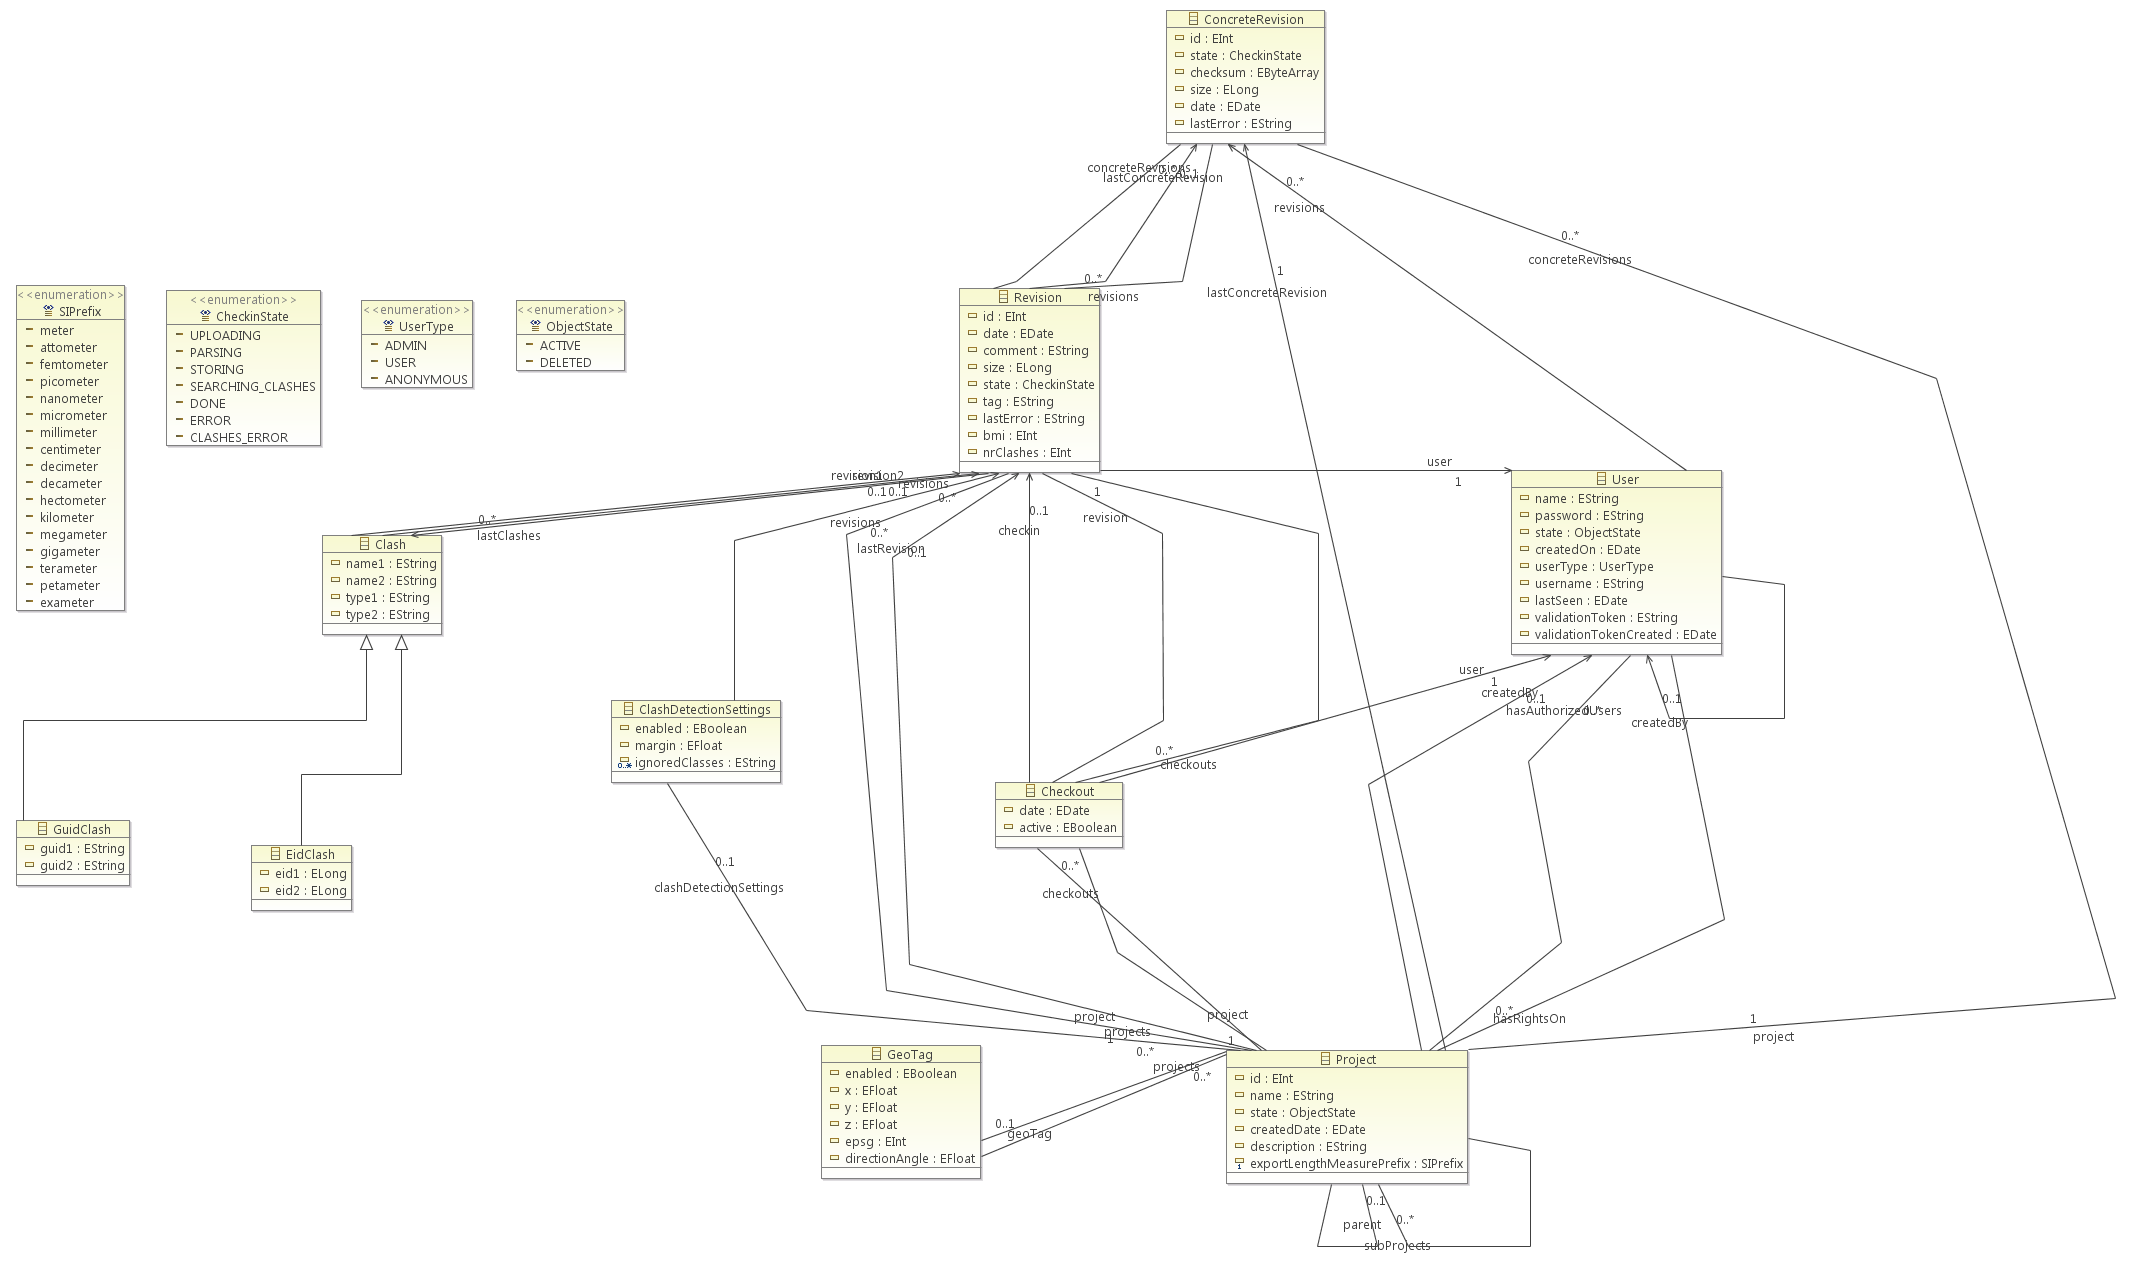 ConcreteRevision
id : EInt
state : CheckinState
checksum : EByteArray
size : ELong
date : EDate
lastError : EString
concreteRevisions
0..*
0..1
lastConcreteRevision
0..*
revisions
0..*
concreteRevisions
1
lastConcreteRevision
0..*
revisions
<<enumeration>>
SIPrefix
meter
attometer
femtometer
picometer
nanometer
micrometer
millimeter
centimeter
decimeter
decameter
hectometer
kilometer
megameter
gigameter
terameter
petameter
exameter
<<enumeration>>
CheckinState
UPLOADING
PARSING
STORING
SEARCHING_CLASHES
DONE
ERROR
CLASHES_ERROR
<<enumeration>>
UserType
ADMIN
USER
ANONYMOUS
<<enumeration>>
ObjectState
ACTIVE
DELETED
Revision
id : EInt
date : EDate
comment : EString
size : ELong
state : CheckinState
tag : EString
lastError : EString
bmi : EInt
nrClashes : EInt
user
1
revision1
revision2
0..1
0..1
revisions
0..*
revisions
0..*
lastRevision
0..1
0..*
lastClashes
0..1
checkin
1
revision
Clash
name1 : EString
name2 : EString
type1 : EString
type2 : EString
User
name : EString
password : EString
state : ObjectState
createdOn : EDate
userType : UserType
username : EString
lastSeen : EDate
validationToken : EString
validationTokenCreated : EDate
user
1
createdBy
0..1
hasAuthorizedUsers
0..*
0..1
createdBy
ClashDetectionSettings
enabled : EBoolean
margin : EFloat
0..*
ignoredClasses : EString
0..*
checkouts
Checkout
date : EDate
active : EBoolean
GuidClash
guid1 : EString
guid2 : EString
EidClash
eid1 : ELong
eid2 : ELong
0..1
clashDetectionSettings
0..*
checkouts
project
1
projects
0..*
project
1
projects
0..*
0..*
hasRightsOn
1
project
GeoTag
enabled : EBoolean
x : EFloat
y : EFloat
z : EFloat
epsg : EInt
directionAngle : EFloat
0..1
geoTag
Project
id : EInt
name : EString
state : ObjectState
createdDate : EDate
description : EString
1
exportLengthMeasurePrefix : SIPrefix
0..1
parent
0..*
subProjects